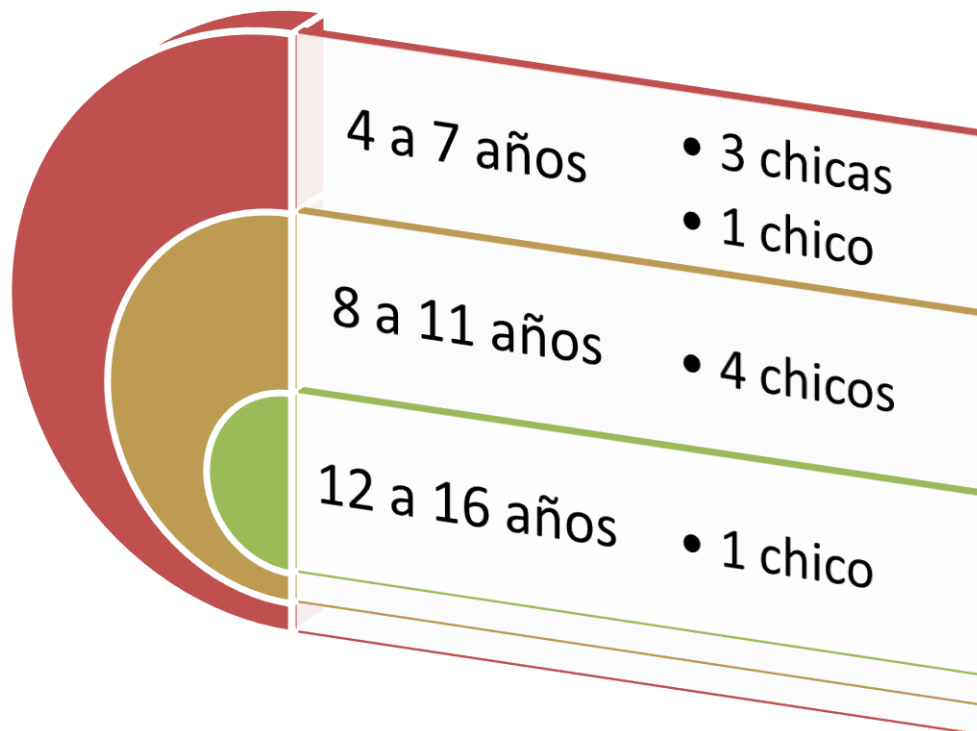 4 a 7 años
• 3 chicas
• 1 chico
8 a 11 años
• 4 chicos
12 a 16 años
• 1 chico